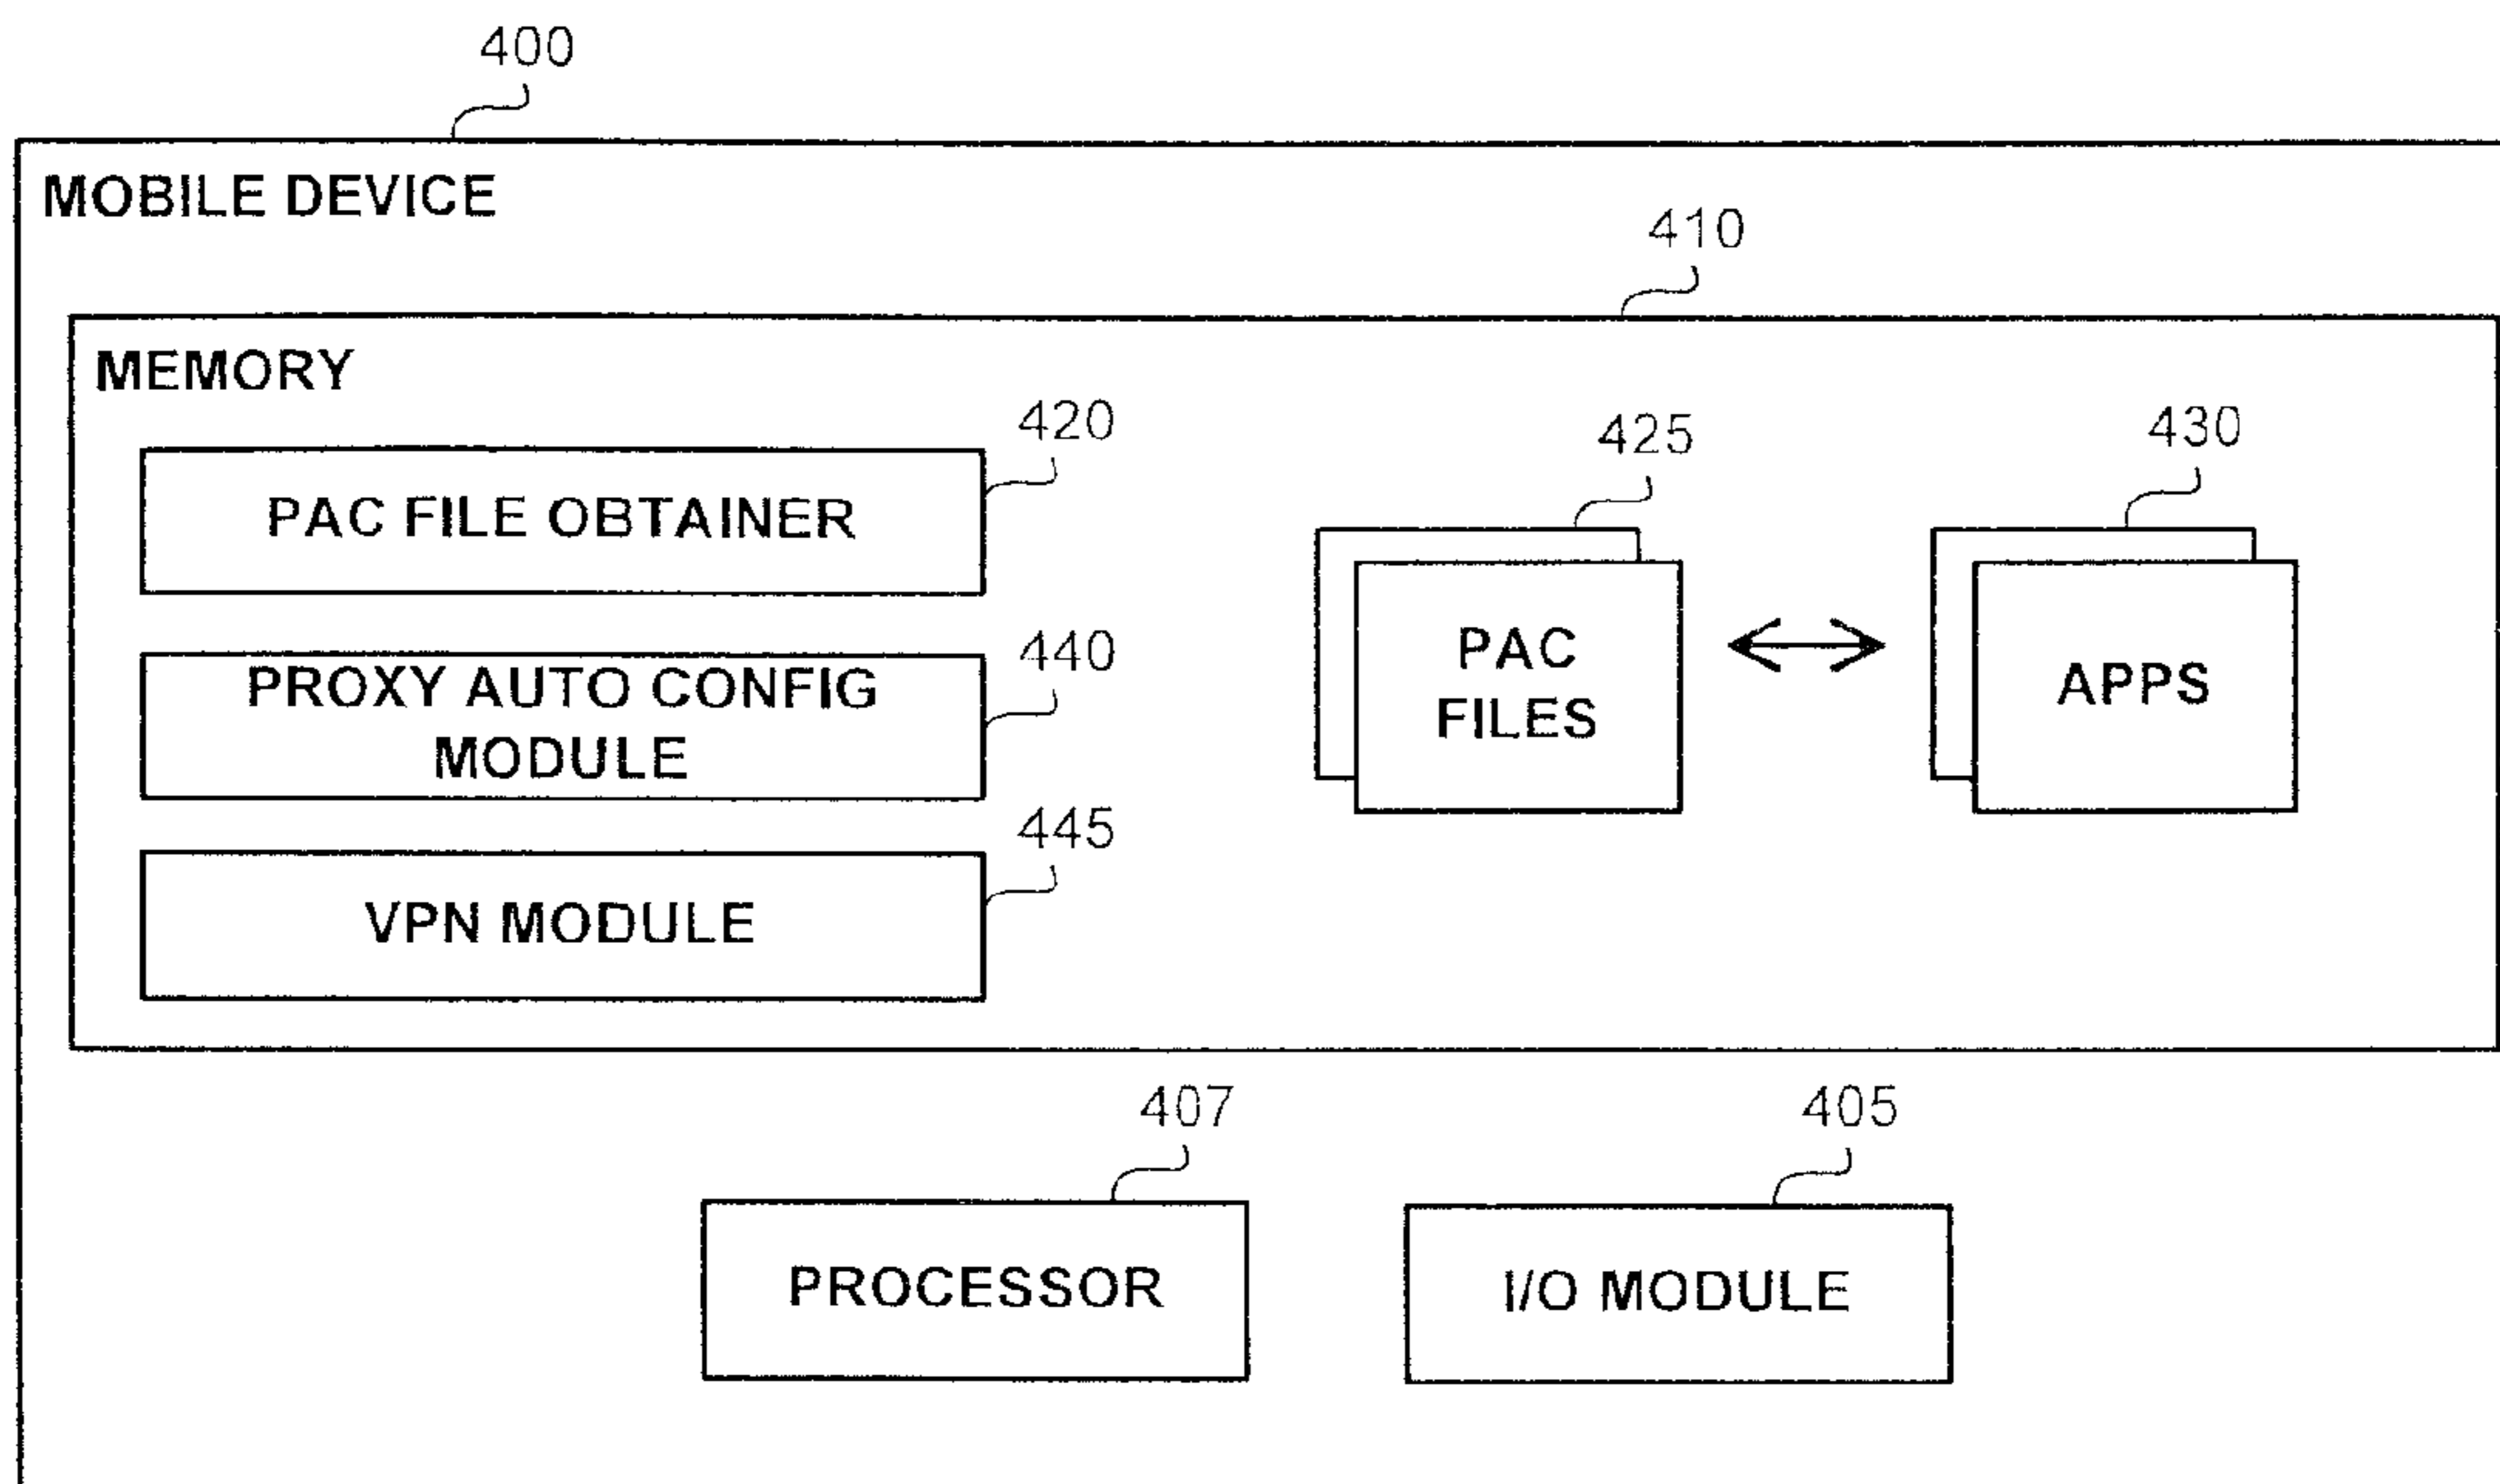 400
MOBILE DEVICE
410
MEMORY
420
PAC FILE OBTAINER
425
430
440
PROXY AUTO CONFIG
MODULE
PAC
FILES
APPS
445
VPN MODULE
407
405
PROCESSOR
I/O MODULE